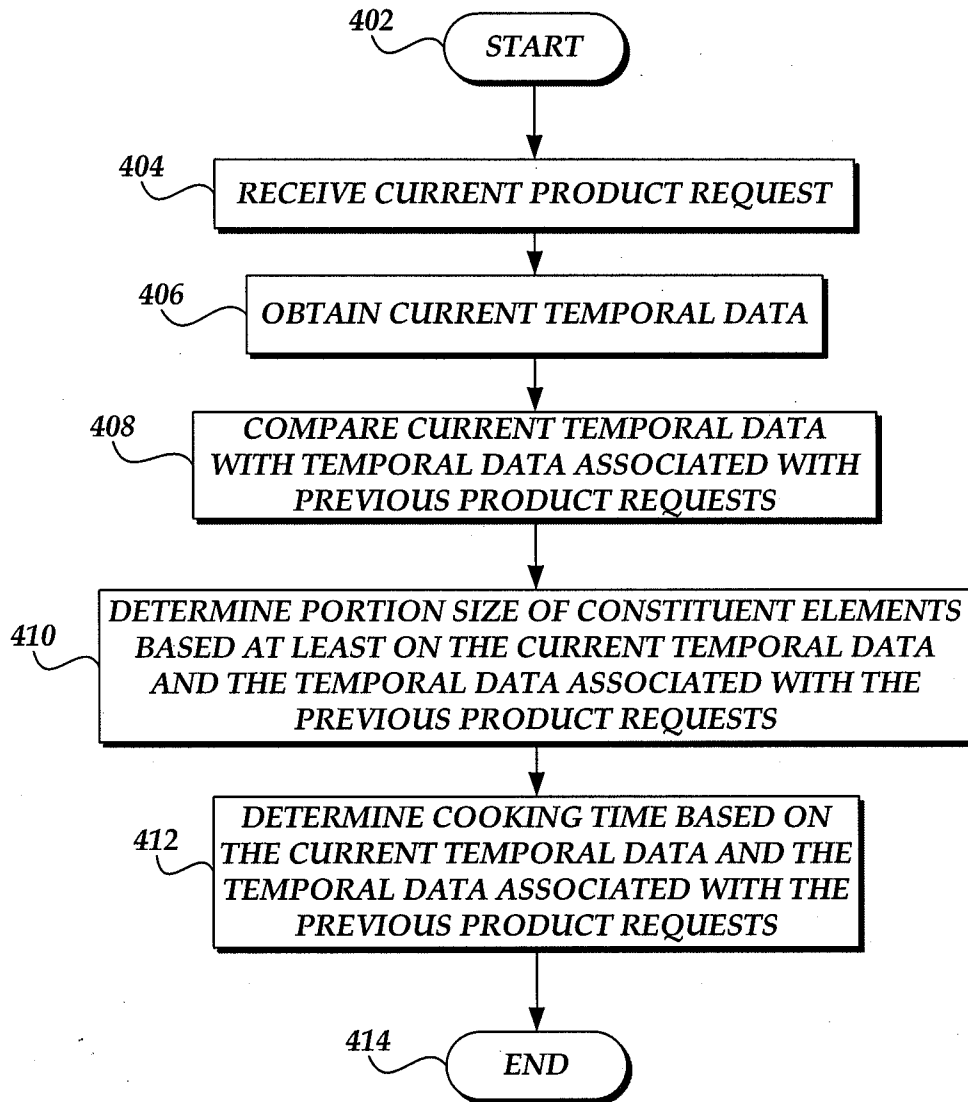 402
START
404
RECEIVE CURRENT PRODUCT REQUEST
406
OBTAIN CURRENT TEMPORAL DATA
408
COMPARE CURRENT TEMPORAL DATA
WITH TEMPORAL DATA ASSOCIATED WITH
PREVIOUS PRODUCT REQUESTS
410
DETERMINE PORTION SIZE OF CONSTITUENT ELEMENTS
BASED AT LEAST ON THE CURRENT TEMPORAL DATA
AND THE TEMPORAL DATA ASSOCIATED WITH THE
PREVIOUS PRODUCT REQUESTS
412
DETERMINE COOKING TIME BASED ON
THE CURRENT TEMPORAL DATA AND THE
TEMPORAL DATA ASSOCIATED WITH THE
PREVIOUS PRODUCT REQUESTS
414
END